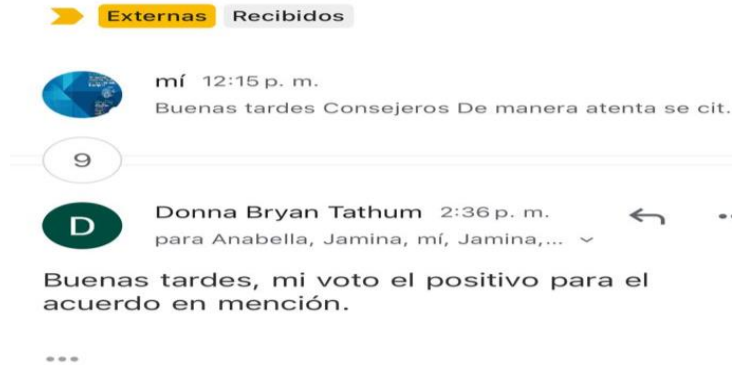 Externas Recibidos
mí 12:15 p. m.
Buenas tardes Consejeros De manera atenta se cit.
9
D
Donna Bryan Tathum 2:36 p. m.
para Anabella, Jamina, mí, Jamina,...
Buenas tardes, mi voto el positivo para el
acuerdo en mención.